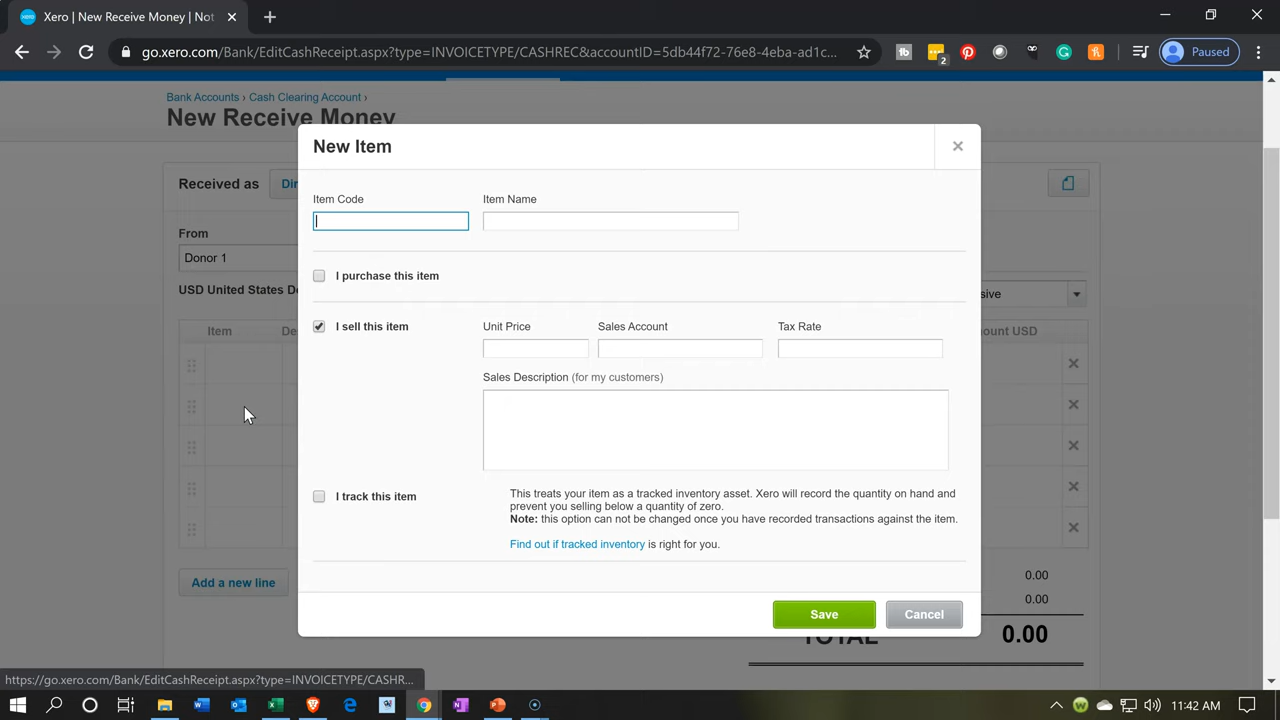 Xero | New Receive Money | Not
go.xero.com/Bank/EditCashReceipt.aspx?type=INVOICETYPE/CASHREC&accountID=5db44f72-76e8-4eba-ad1c...
2
Paused
Bank Accounts › Cash Clearing Account ›
New Receive Money
New Item
Received as
Item Code
Item Name
From
Donor 1
I purchase this item
I sell this item
Unit Price
Sales Account
Tax Rate
Item
Sales Description (for my customers)
I track this item
This treats your item as a tracked inventory asset. Xero will record the quantity on hand and
prevent you selling below a quantity of zero.
Note: this option can not be changed once you have recorded transactions against the item.
Find out if tracked inventory is right for you.
Add a new line
0.00
0.00
Save
Cancel
TOTAL
0.00
https://go.xero.com/Bank/EditCashReceipt.aspx?type=INVOICETYPE/CASHR...
11:42 AM